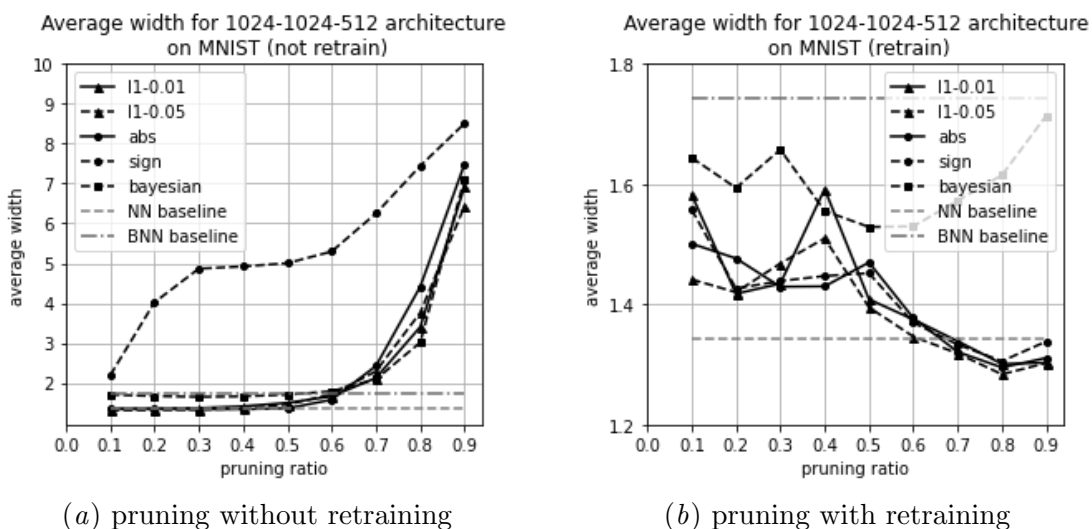 Average width for 1024-1024-512 architecture
on MNIST (not retrain)
average width
10
9
8
7
6
5
4
3
2
l1-0.01
l1-0.05
abs
sign
bayesian
NN baseline
BNN baseline
0.0 0.1 0.2 0.3 0.4 0.5 0.6 0.7 0.8 0.9
pruning ratio
(a) pruning without retraining
Average width for 1024-1024-512 architecture
on MNIST (retrain)
average width
1.8
1.6
1.4
1.2
l1-0.01
l1-0.05
abs
sign
bayesian
NN baseline
BNN baseline
0.0 0.1 0.2 0.3 0.4 0.5 0.6 0.7 0.8 0.9
pruning ratio
(b) pruning with retraining